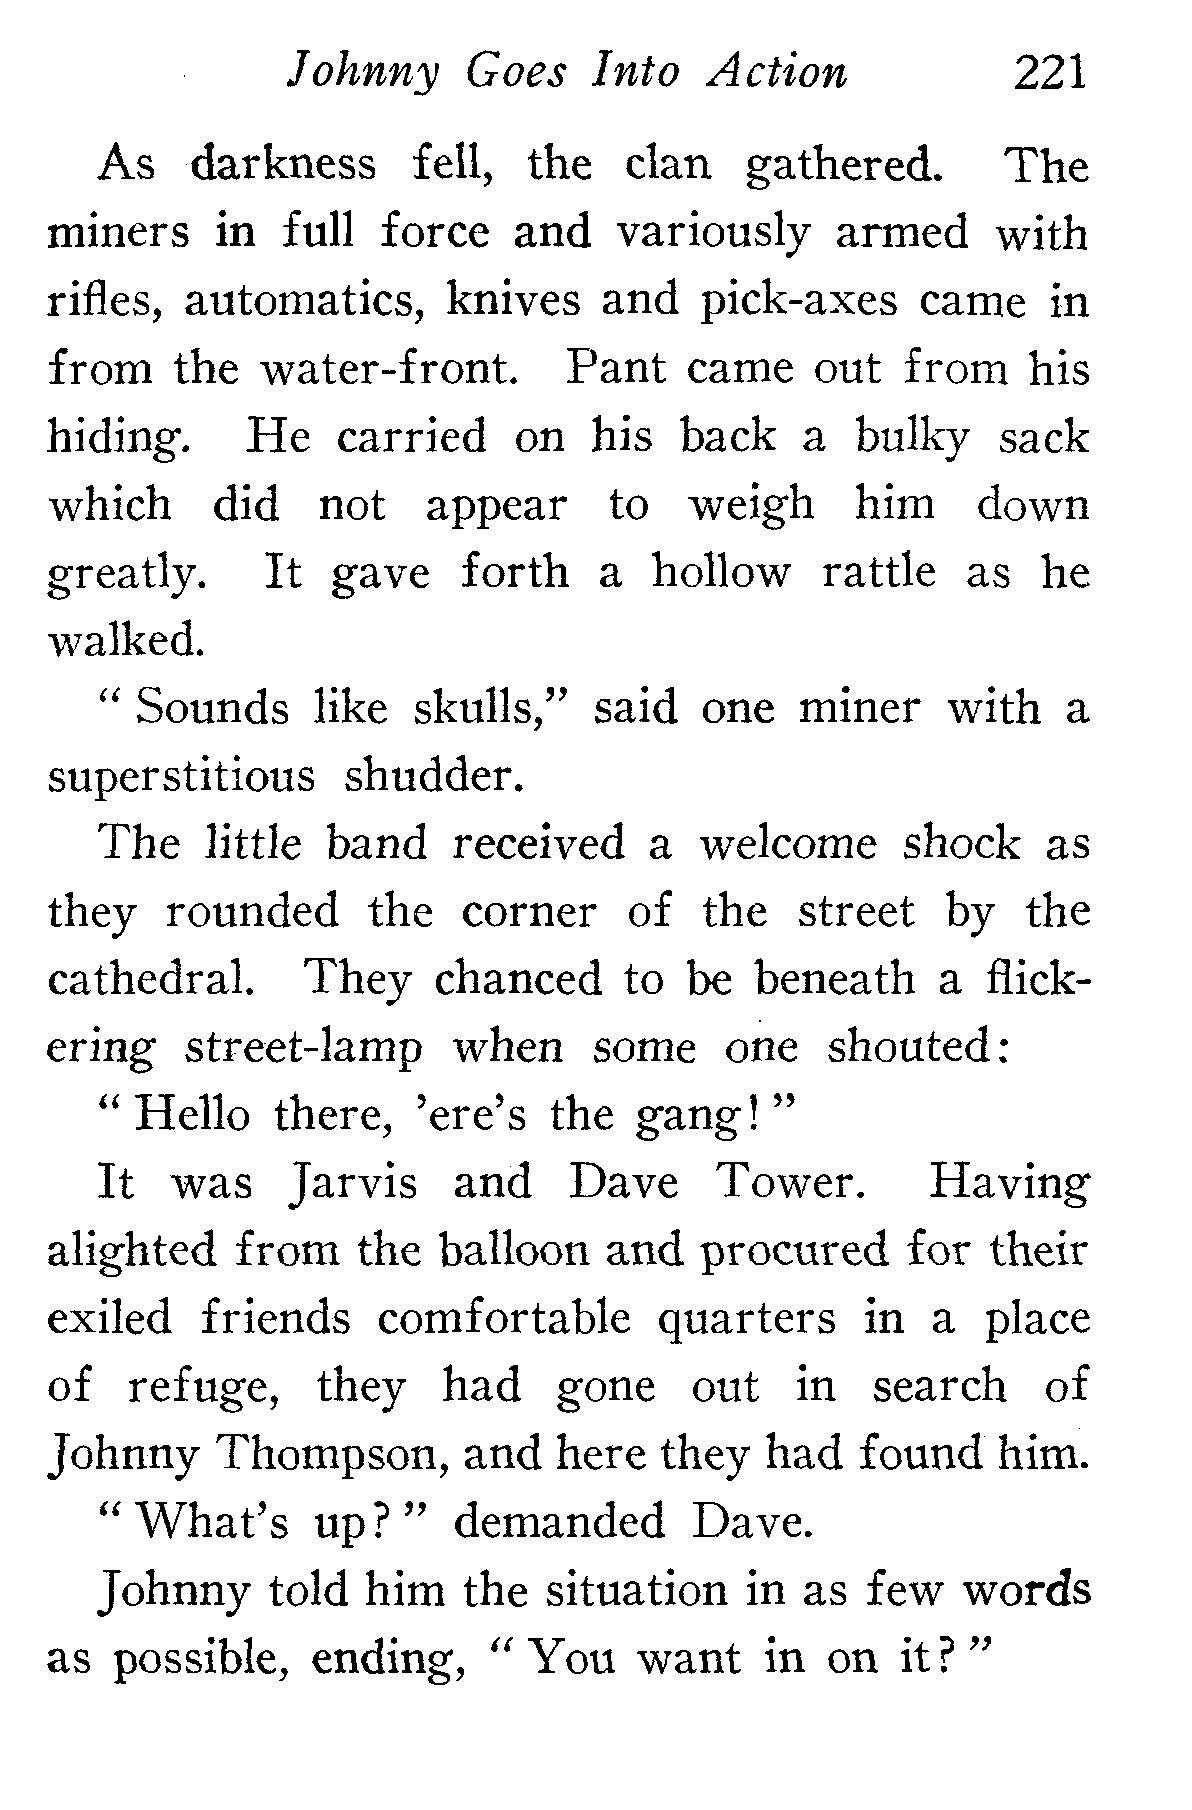 Johnny Goes Into Action 221
As darkness fell, the clan gathered. The
miners in full force and variously armed with
rifles, automatics, knives and pick-axes came in
from the water-front. Pant came out from his
hiding. He carried on his back a bulky sack
which did not appear to weigh him down
greatly. It gave forth a hollow rattle as he
walked.
“ Sounds like skulls,” said one miner with a
superstitious shudder.
The little band received a welcome shock as
they rounded the corner of the street by the
cathedral. They chanced to be beneath a flick-
ering street-lamp when some one shouted:
“ Hello there, ’ere’s the gang! ”
It was Jarvis and Dave Tower. Having
alighted from the balloon and procured for their
exiled friends comfortable quarters in a place
of refuge, they had gone out in search of
Johnny Thompson, and here they had found him.
“ What’s up? ” demanded Dave.
Johnny told him the situation in as few words
as possible, ending, “ You want in on it? ”